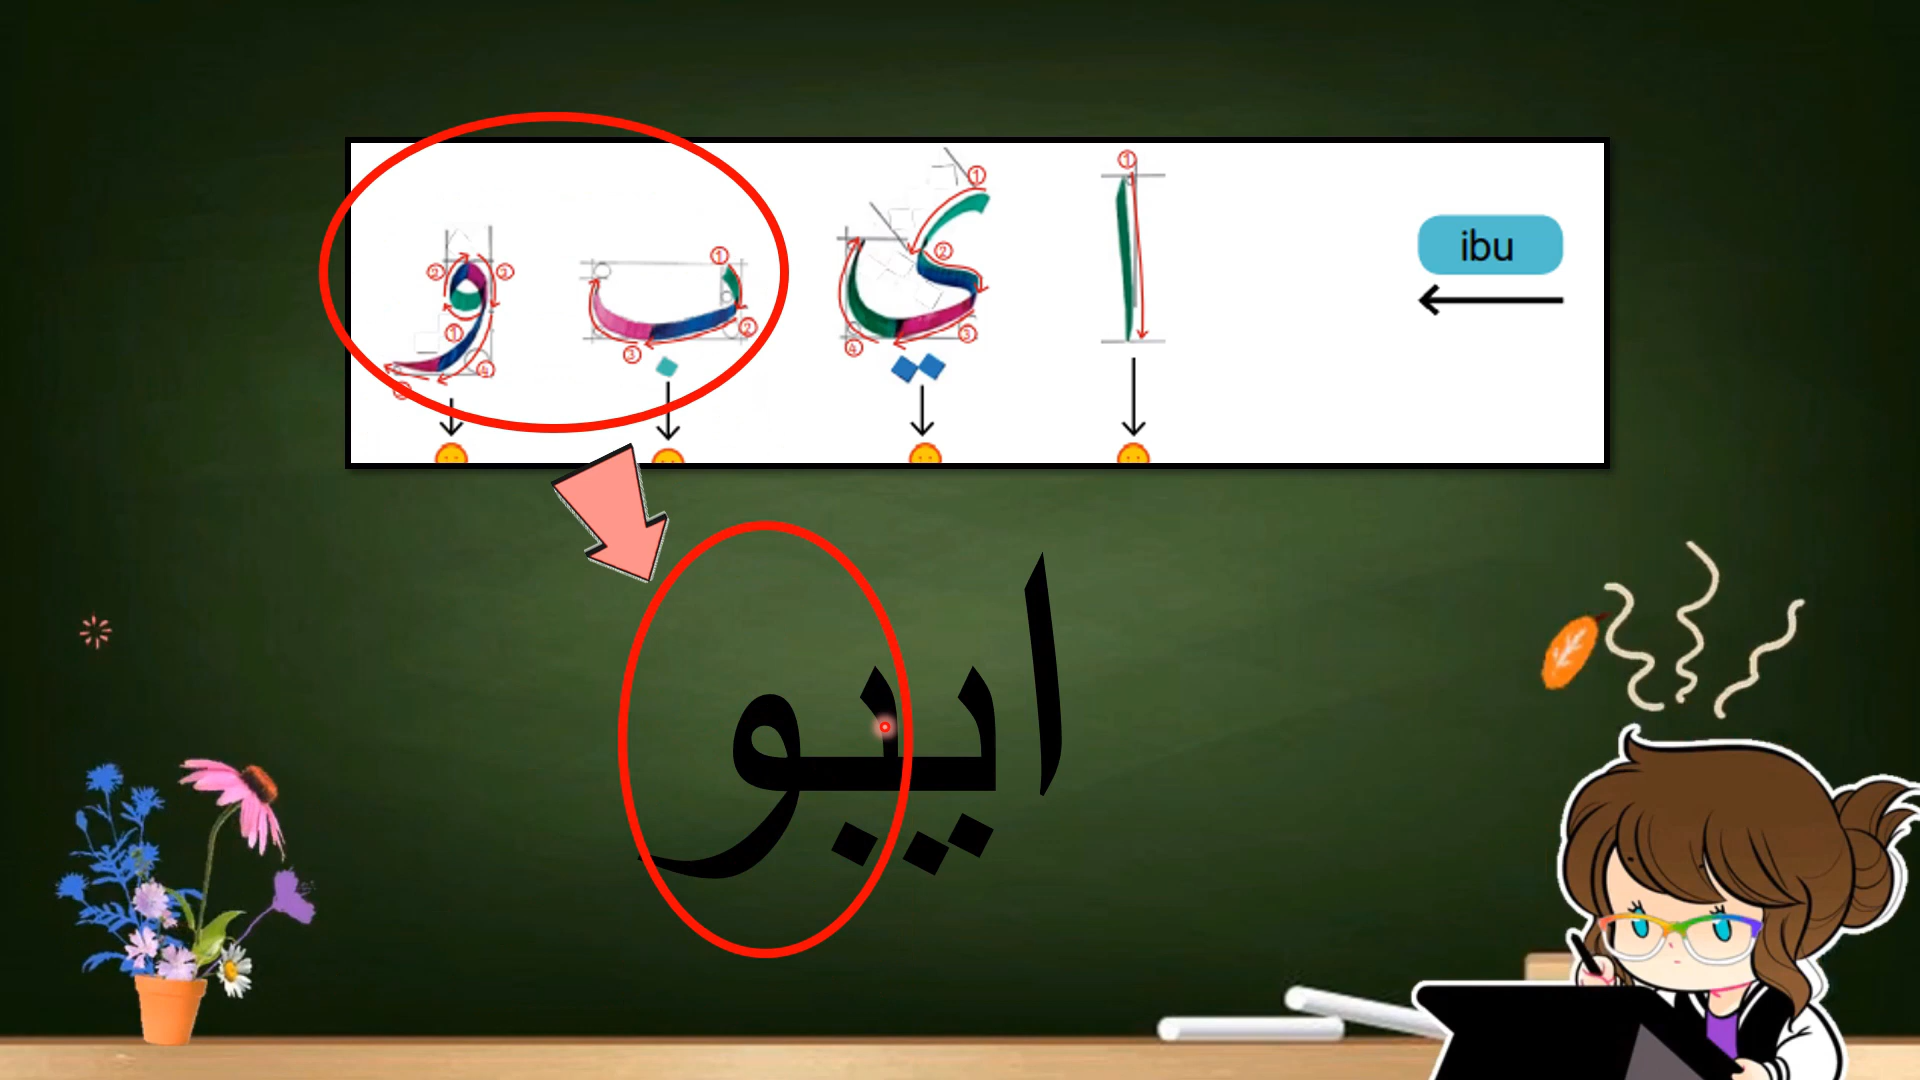 ibu
ا ي ب و
ايبو